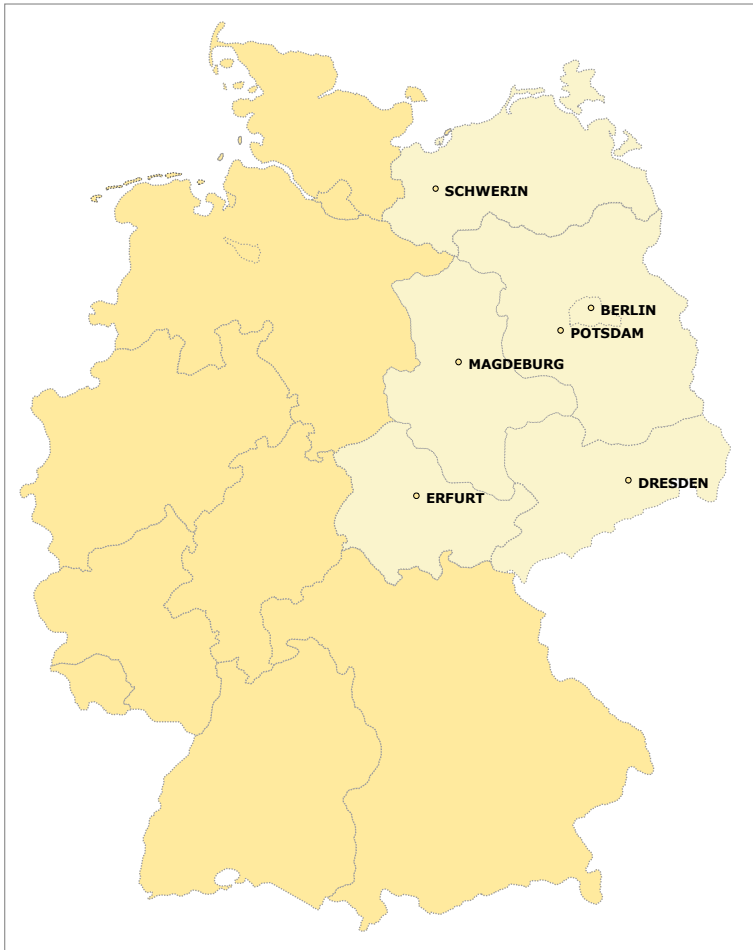 SCHWERIN
BERLIN
POTSDAM
MAGDEBURG
DRESDEN
ERFURT